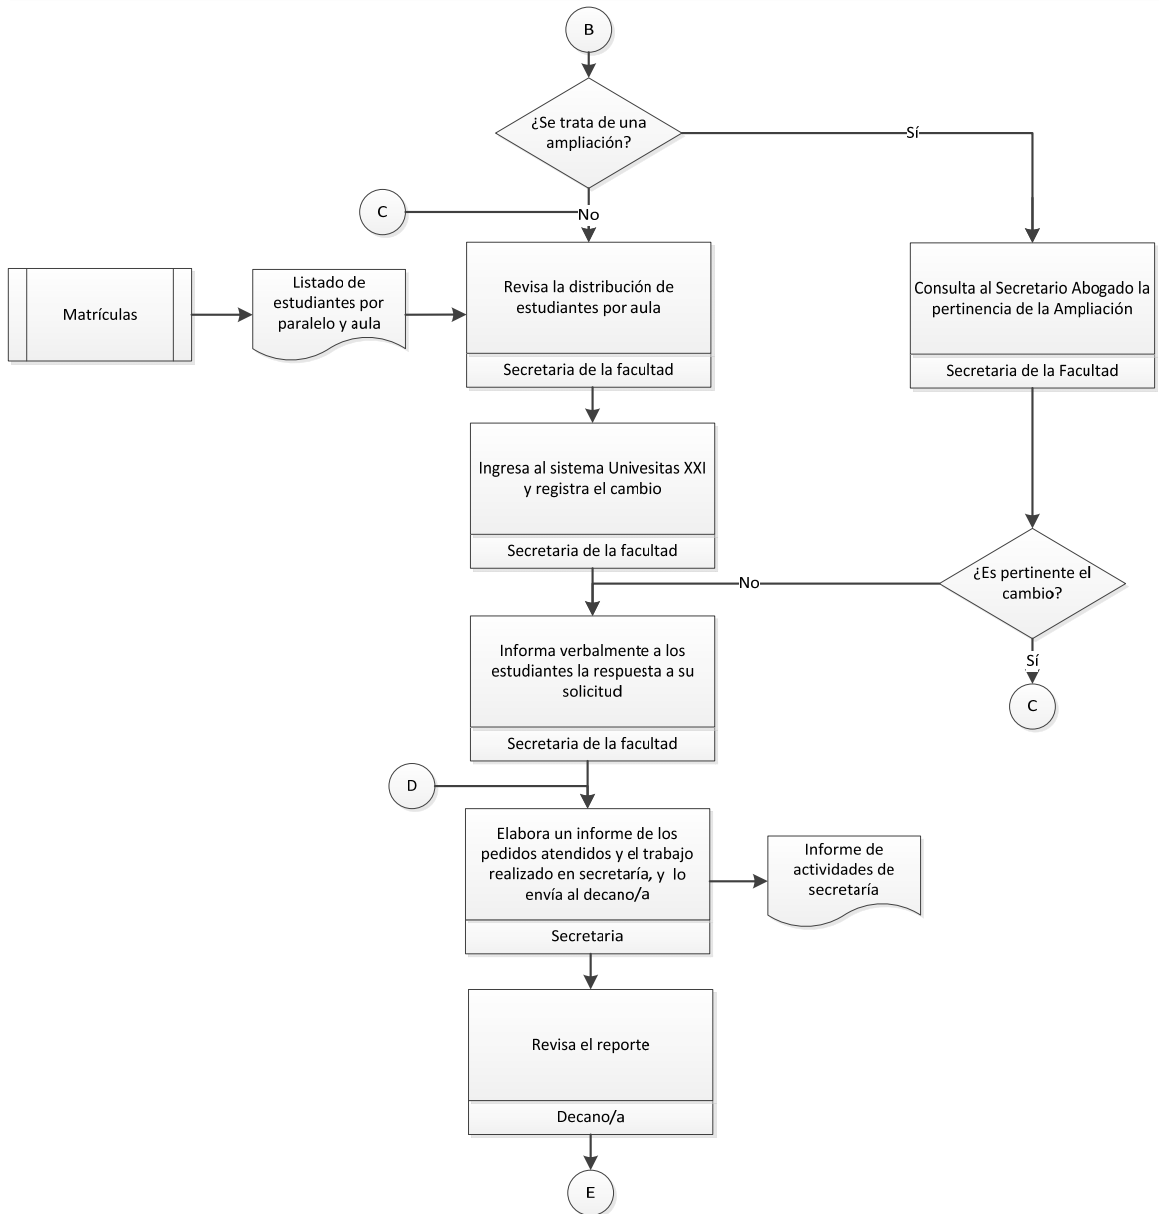 B
¿Se trata de una
ampliación?
Sí
C
No
Matrículas
Listado de
estudiantes por
paralelo y aula
Revisa la distribución de
estudiantes por aula
Secretaria de la facultad
Consulta al Secretario Abogado la
pertinencia de la Ampliación
Secretaria de la Facultad
Ingresa al sistema Univesitas XXI
y registra el cambio
Secretaria de la facultad
¿Es pertinente el
cambio?
No
Sí
C
Informa verbalmente a los
estudiantes la respuesta a su
solicitud
Secretaria de la facultad
D
Elabora un informe de los
pedidos atendidos y el trabajo
realizado en secretaría, y  lo
envía al decano/a
Secretaria
Informe de
actividades de
secretaría
Revisa el reporte
Decano/a
E